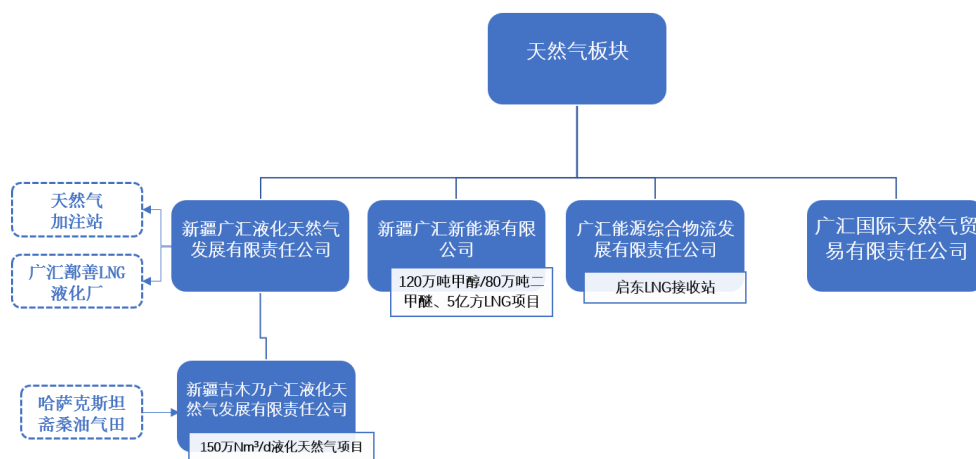 天然气板块
天然气
加注站
广汇鄯善LNG
液化厂
新疆广汇液化天然气
发展有限责任公司
新疆广汇新能源有限
公司
120万吨甲醇/80万吨二
甲醚、5亿方LNG项目
广汇能源综合物流发
展有限责任公司
启东LNG接收站
广汇国际天然气贸
易有限责任公司
哈萨克斯坦
斋桑油气田
新疆吉木乃广汇液化天
然气发展有限责任公司
150万Nm³/d液化天然气项目